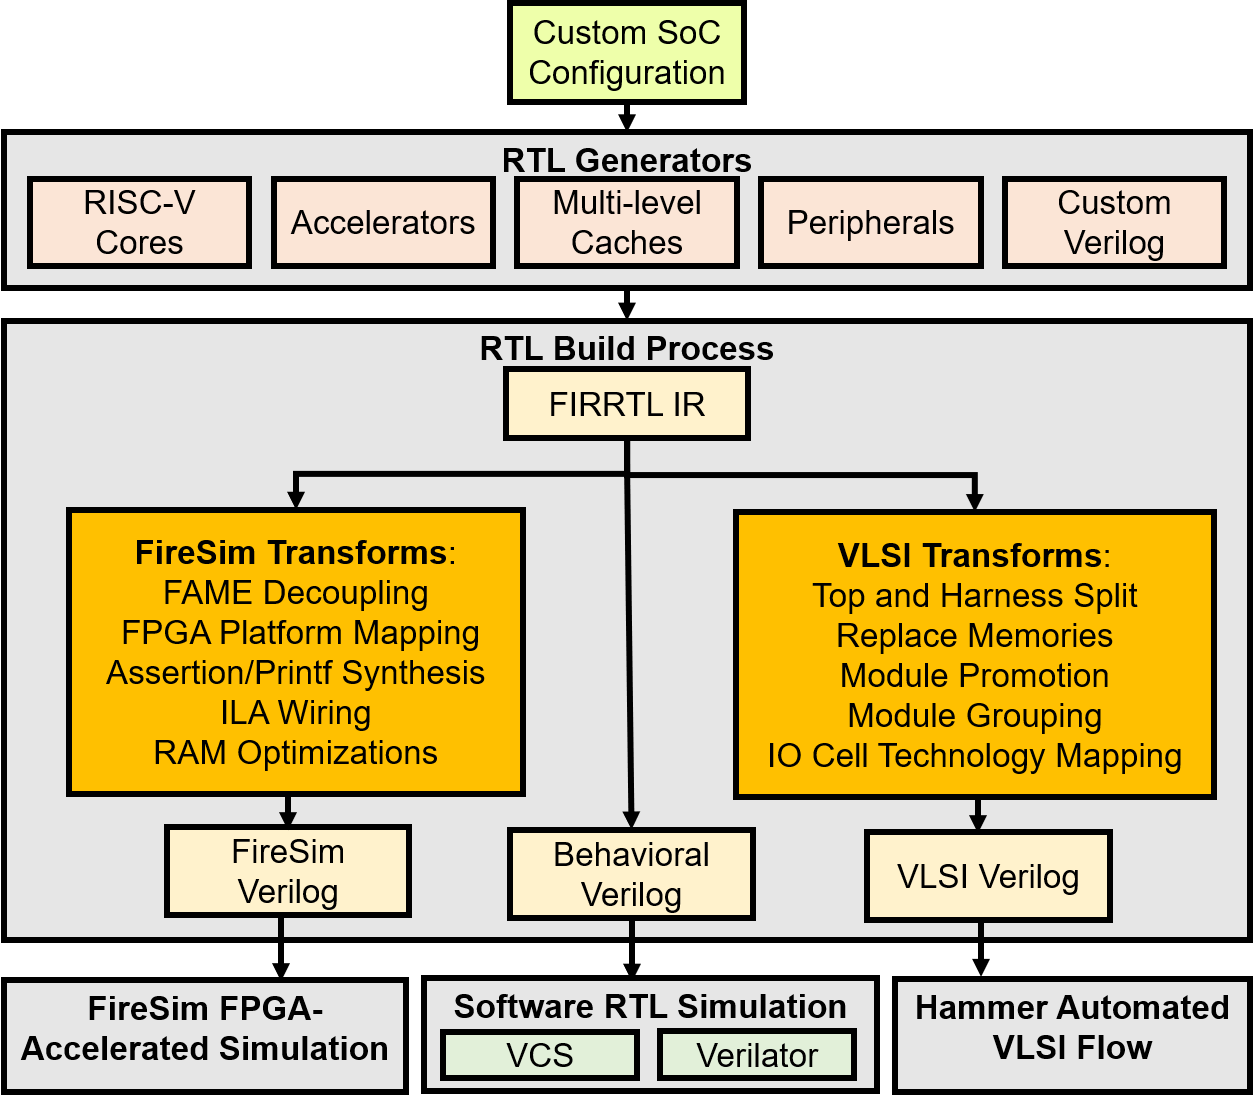 Custom SoC
Configuration
RTL Generators
RISC-V
Cores
Accelerators
Multi-level
Caches
Peripherals
Custom
Verilog
RTL Build Process
FIRRTL IR
FireSim Transforms:
FAME Decoupling
FPGA Platform Mapping
Assertion/Printf Synthesis
ILA Wiring
RAM Optimizations
VLSI Transforms:
Top and Harness Split
Replace Memories
Module Promotion
Module Grouping
IO Cell Technology Mapping
FireSim
Verilog
Behavioral
Verilog
VLSI Verilog
FireSim FPGA-
Accelerated Simulation
Software RTL Simulation
VCS
Verilator
Hammer Automated
VLSI Flow